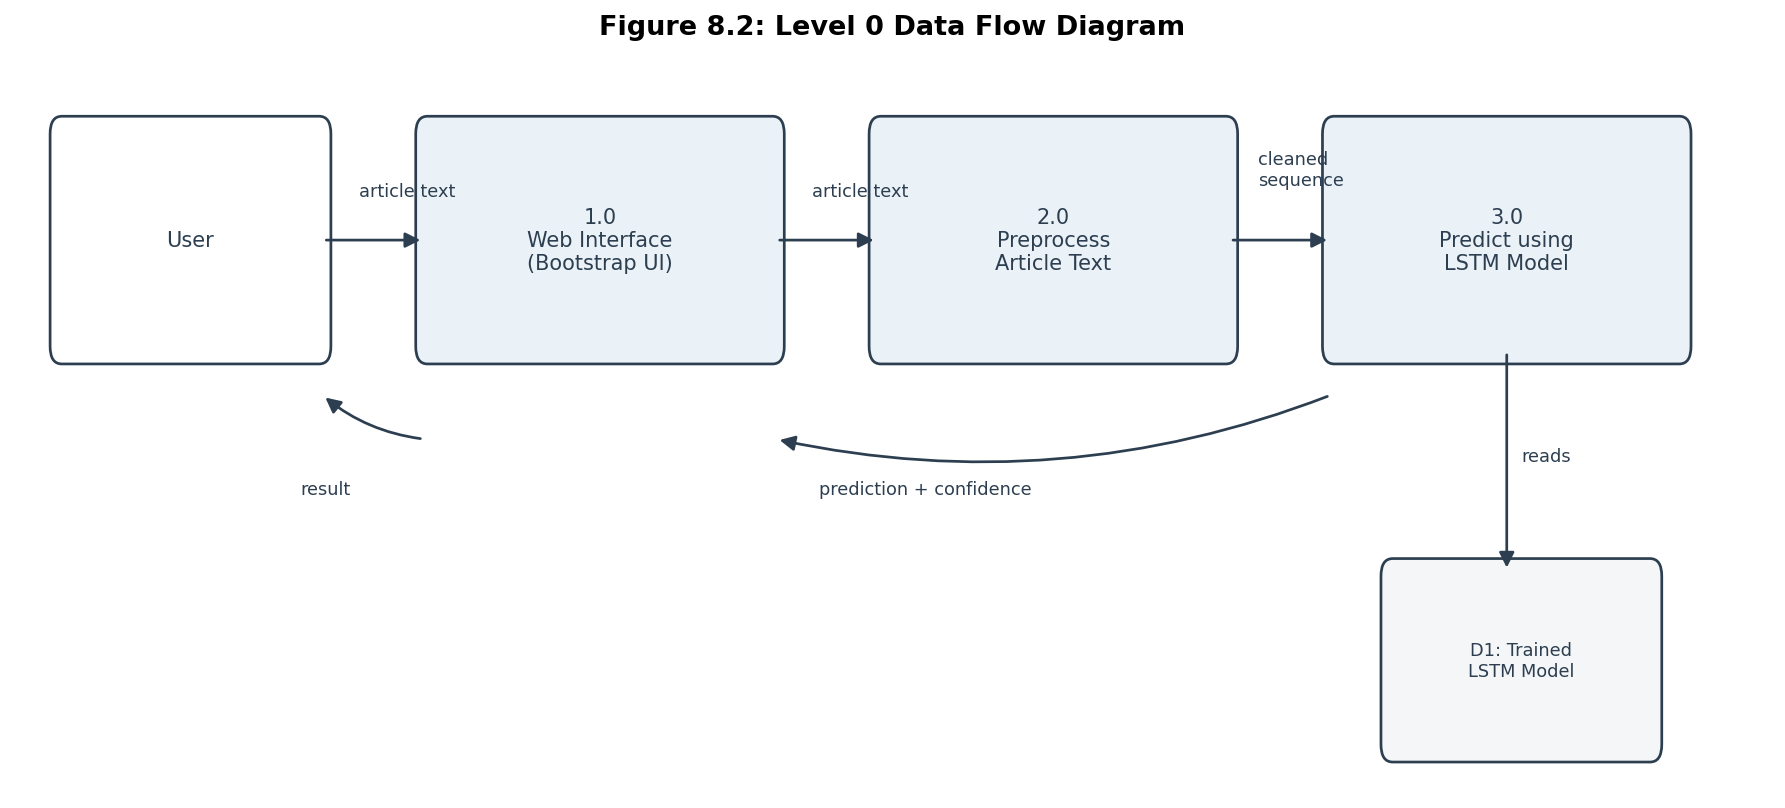 Figure 8.2: Level 0 Data Flow Diagram
User
article text
1.0
Web Interface
(Bootstrap UI)
article text
2.0
Preprocess
Article Text
cleaned
sequence
3.0
Predict using
LSTM Model
result
prediction + confidence
reads
D1: Trained
LSTM Model